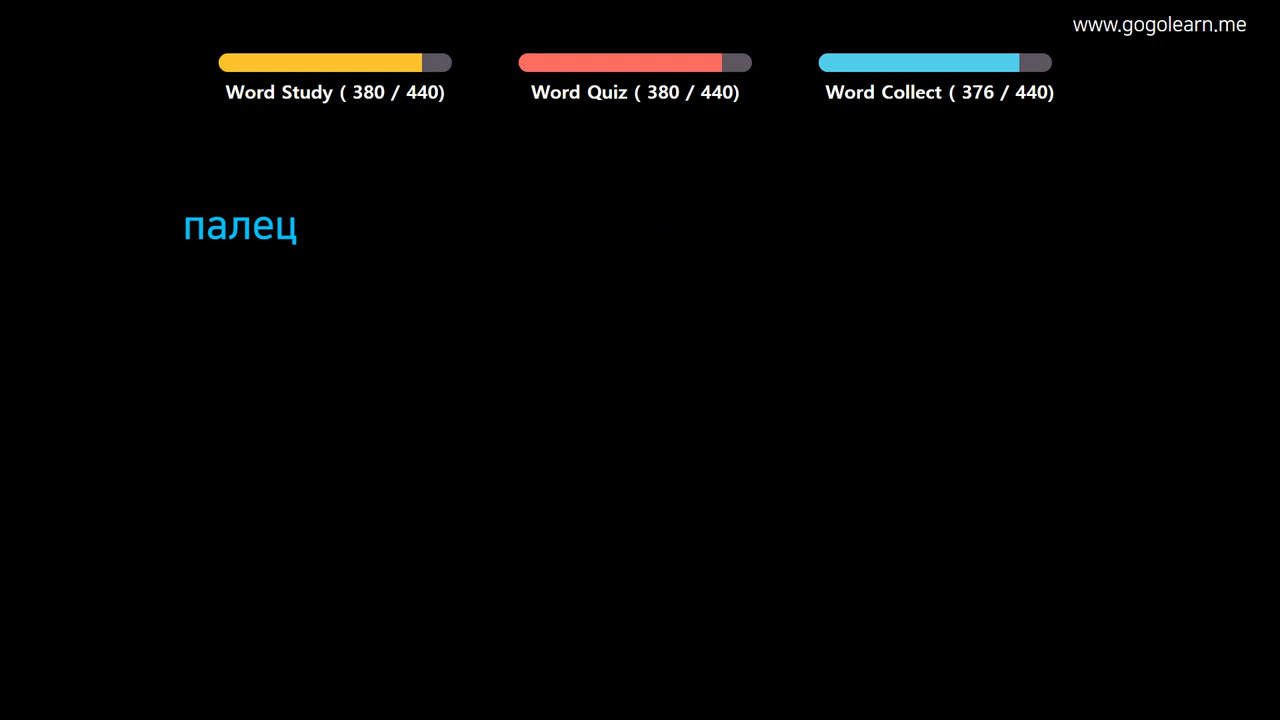 www.gogolearn.me
Word Study ( 380 / 440)
Word Quiz ( 380 / 440)
Word Collect ( 376 / 440)
палец